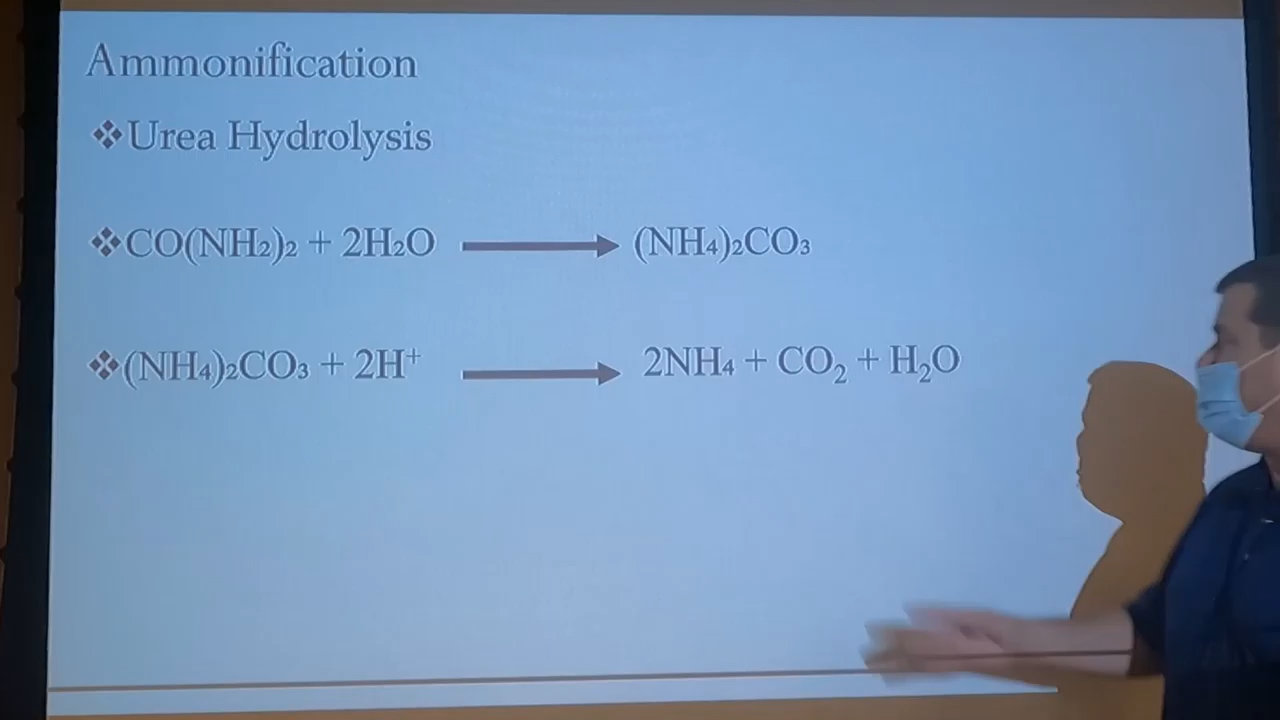 Ammonification
❖Urea Hydrolysis
❖CO(NH₂)₂ + 2H₂O ⟶ (NH₄)₂CO₃
❖(NH₄)₂CO₃ + 2H⁺ ⟶ 2NH₄ + CO₂ + H₂O